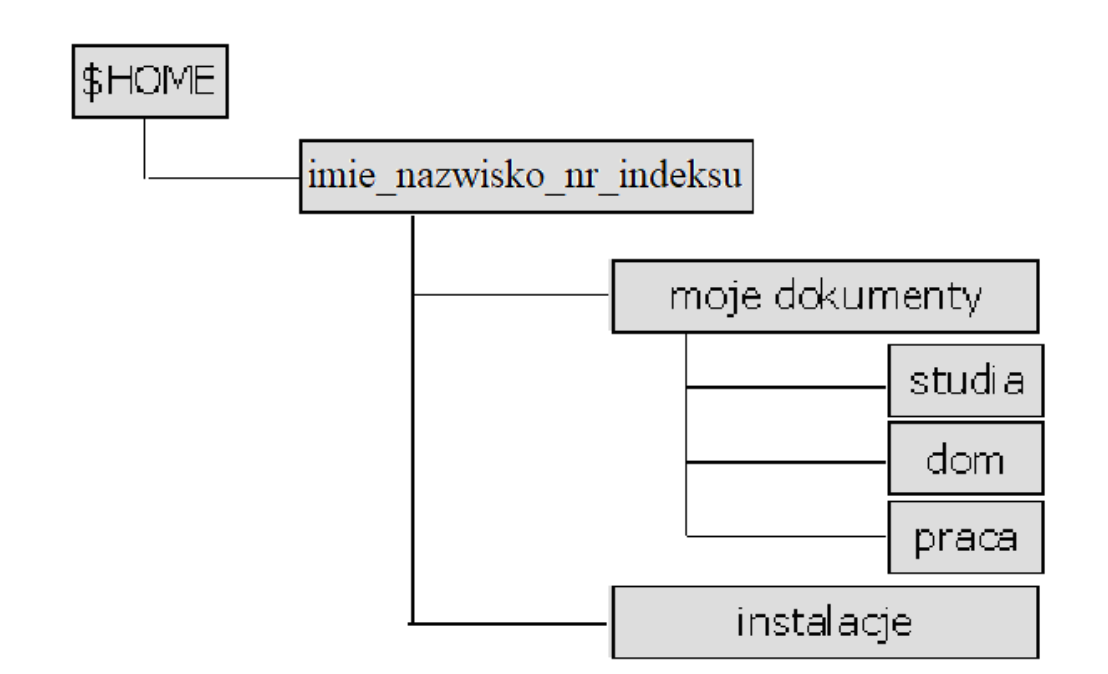 $HOME
imie_nazwisko_nr_indeksu
moje dokumenty
studia
dom
praca
instalacje